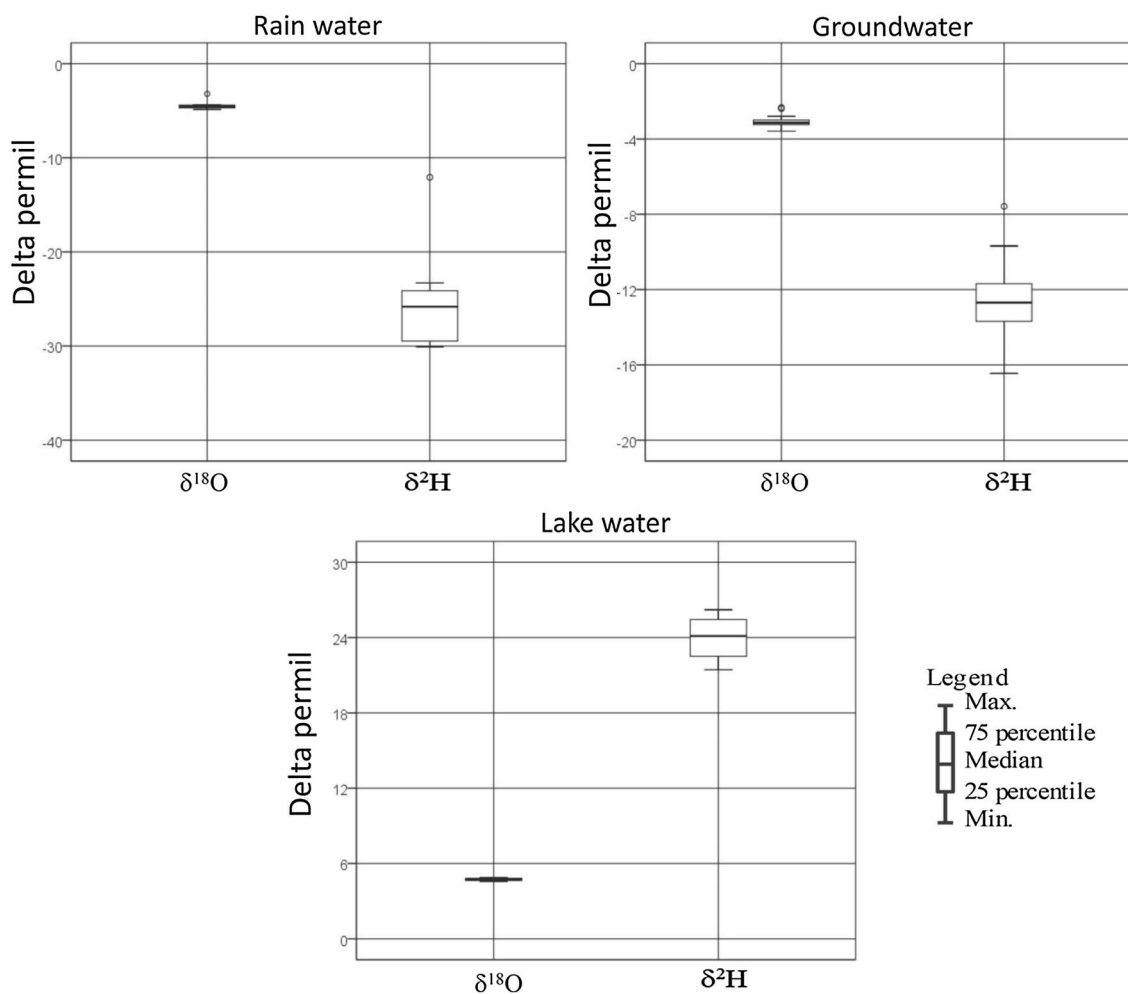 Rain water
Delta permil
0
-10
-20
-30
-40
δ¹⁸O
δ²H
Groundwater
Delta permil
0
-4
-8
-12
-16
-20
δ¹⁸O
δ²H
Lake water
Delta permil
30
24
18
12
6
0
δ¹⁸O
δ²H
Legend
Max.
75 percentile
Median
25 percentile
Min.